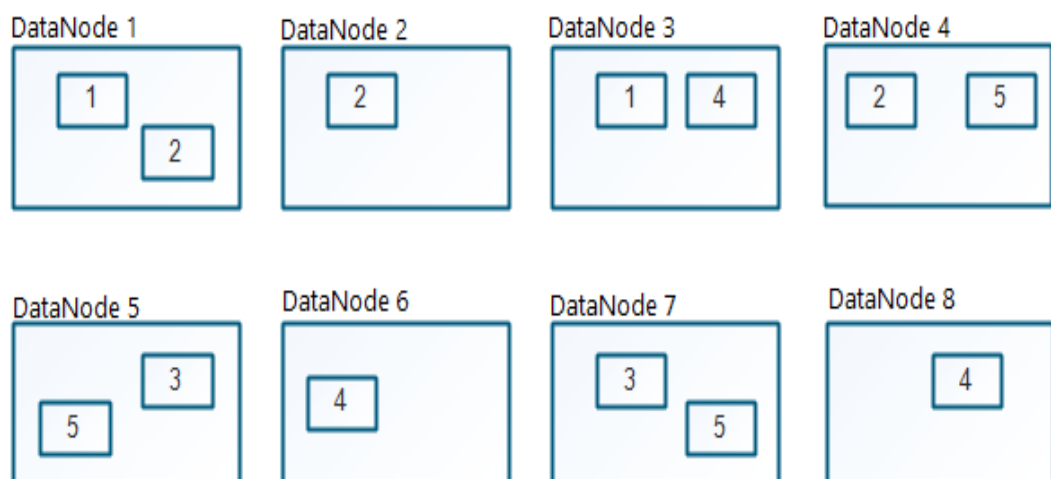 DataNode 1
DataNode 2
DataNode 3
DataNode 4
1
2
2
1
4
2
5
DataNode 5
DataNode 6
DataNode 7
DataNode 8
3
5
4
3
5
4